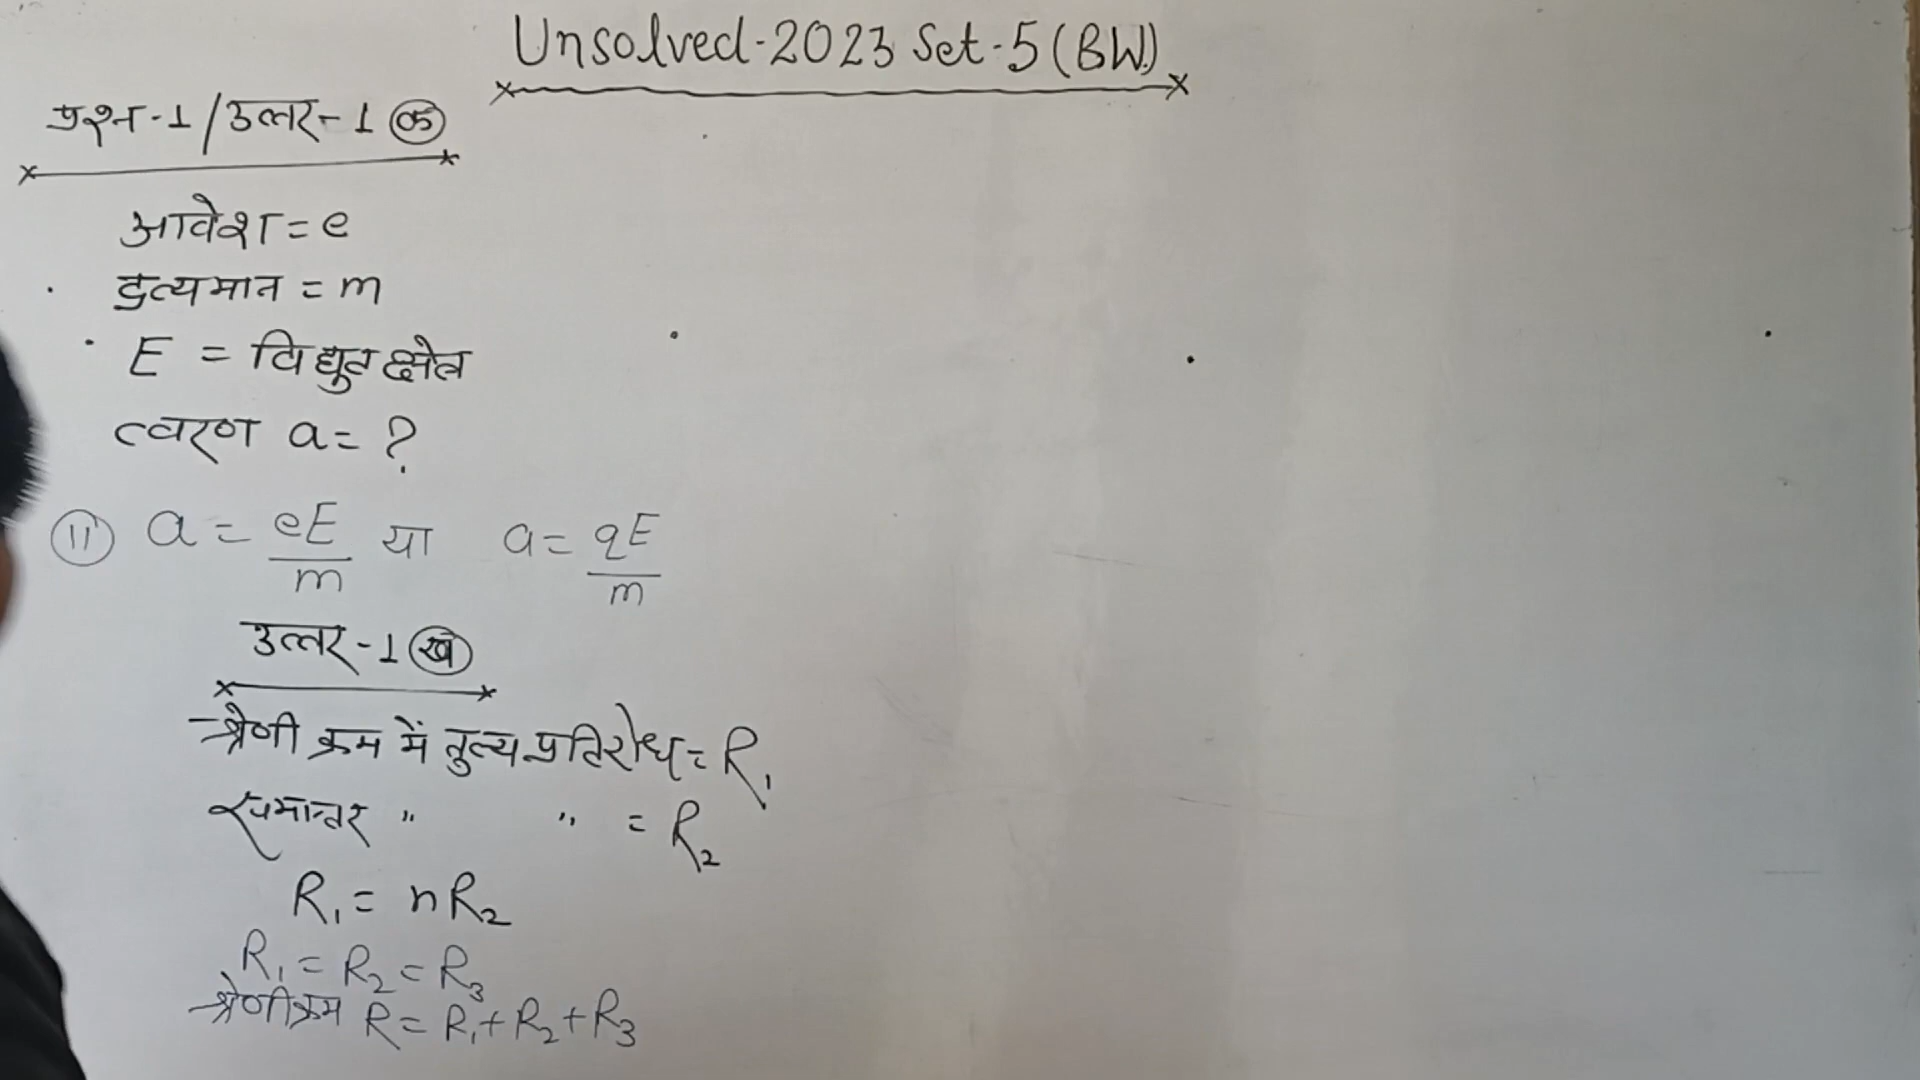 Unsolved-2023 Set-5 (BW)
प्रश्न-1/उत्तर-1 (क)
आवेश = e
द्रव्यमान = m
E = विद्युत क्षेत्र
त्वरण a = ?
(11) a = eE/m या a = qE/m
उत्तर-1 (ख)
श्रेणी क्रम में तुल्य प्रतिरोध = R₁
समान्तर " " = R₂
R₁ = nR₂
R₁ = R₂ = R₃
श्रेणीक्रम R = R₁ + R₂ + R₃